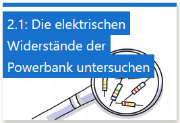 2.1: Die elektrischen
Widerstände der
Powerbank untersuchen